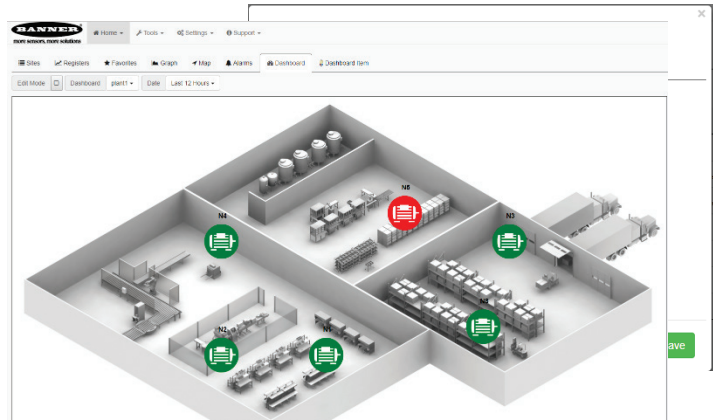 ×
BANNER
more sensors, more solutions
Home
Tools
Settings
Support
Sites
Registers
Favorites
Graph
Map
Alarms
Dashboard
Dashboard Item
Edit Mode
Dashboard
plant1
Date
Last 12 Hours
N6
N4
N3
N2
ave